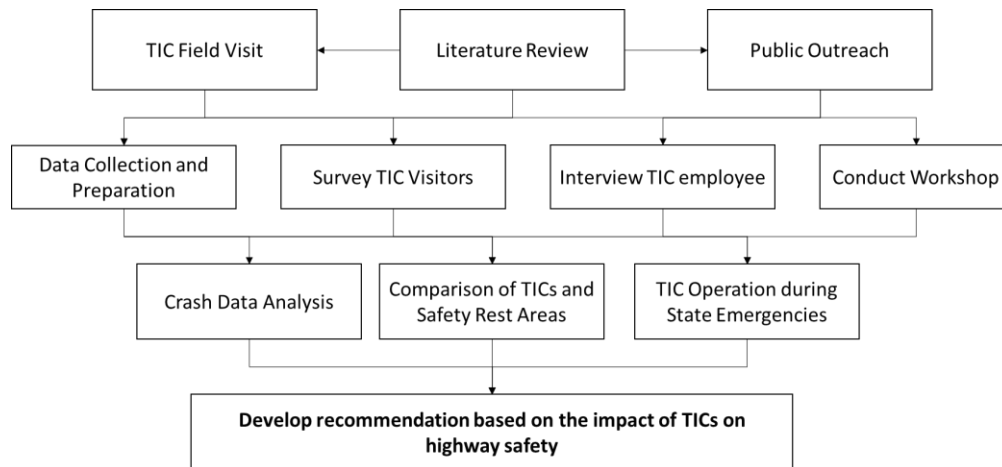 TIC Field Visit
Literature Review
Public Outreach
Data Collection and
Preparation
Survey TIC Visitors
Interview TIC employee
Conduct Workshop
Crash Data Analysis
Comparison of TICs and
Safety Rest Areas
TIC Operation during
State Emergencies
Develop recommendation based on the impact of TICs on
highway safety